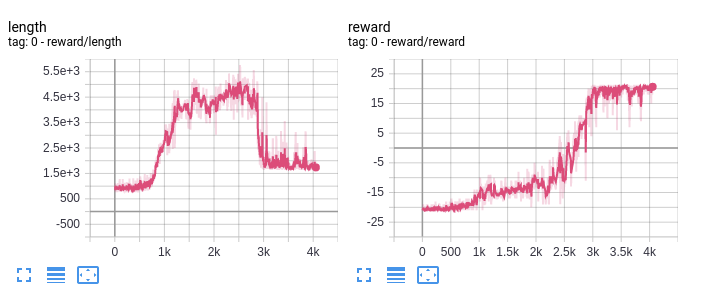 length
tag: 0 - reward/length
5.5e+3
4.5e+3
3.5e+3
2.5e+3
1.5e+3
500
-500
0 1k 2k 3k 4k
reward
tag: 0 - reward/reward
25
15
5
-5
-15
-25
0 500 1k 1.5k 2k 2.5k 3k 3.5k 4k